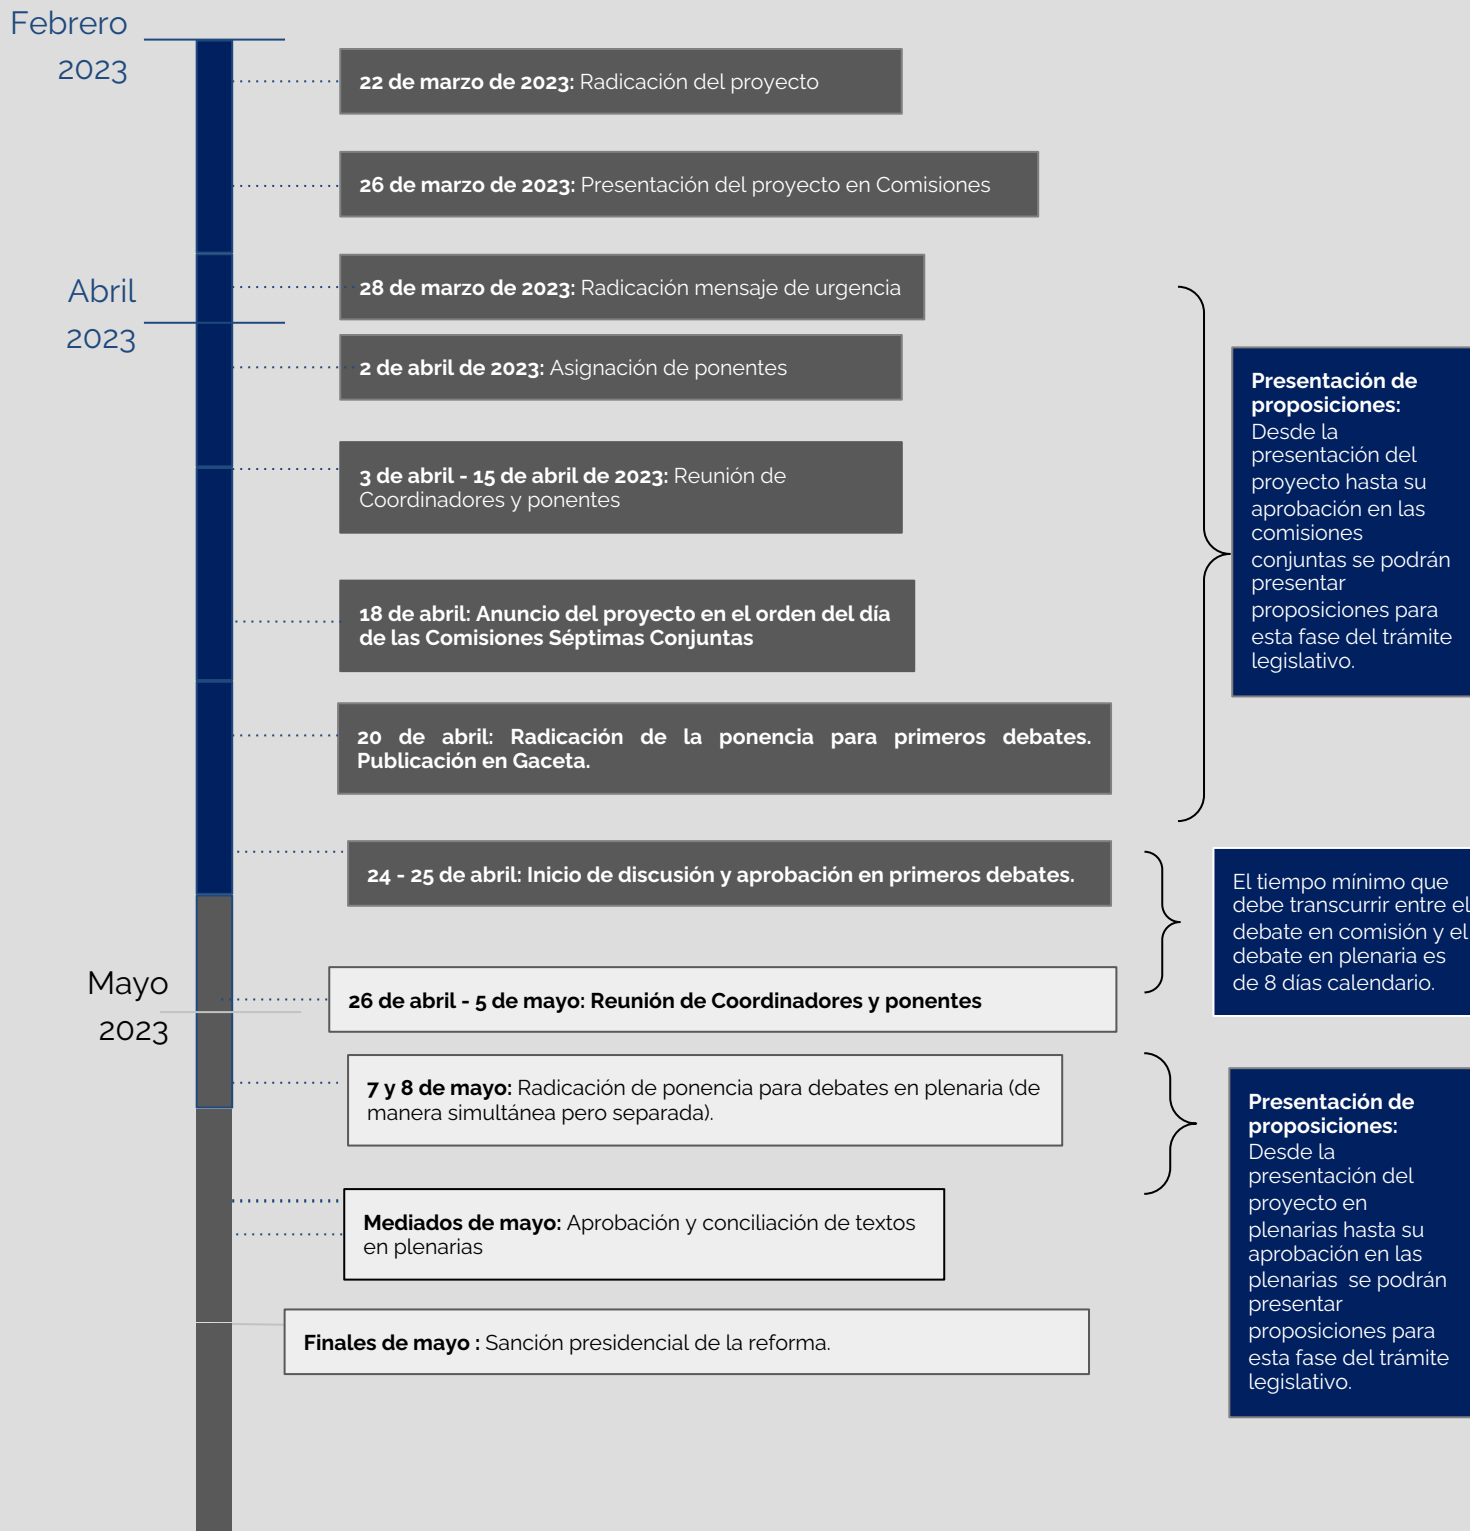 Febrero
2023
22 de marzo de 2023: Radicación del proyecto
26 de marzo de 2023: Presentación del proyecto en Comisiones
28 de marzo de 2023: Radicación mensaje de urgencia
Abril
2023
2 de abril de 2023: Asignación de ponentes
3 de abril - 15 de abril de 2023: Reunión de
Coordinadores y ponentes
18 de abril: Anuncio del proyecto en el orden del día
de las Comisiones Séptimas Conjuntas
20 de abril: Radicación de la ponencia para primeros debates.
Publicación en Gaceta.
Presentación de
proposiciones:
Desde la
presentación del
proyecto hasta su
aprobación en las
comisiones
conjuntas se podrán
presentar
proposiciones para
esta fase del trámite
legislativo.
24 - 25 de abril: Inicio de discusión y aprobación en primeros debates.
El tiempo mínimo que
debe transcurrir entre el
debate en comisión y el
debate en plenaria es
de 8 días calendario.
Mayo
2023
26 de abril - 5 de mayo: Reunión de Coordinadores y ponentes
7 y 8 de mayo: Radicación de ponencia para debates en plenaria (de
manera simultánea pero separada).
Mediados de mayo: Aprobación y conciliación de textos
en plenarias
Finales de mayo : Sanción presidencial de la reforma.
Presentación de
proposiciones:
Desde la
presentación del
proyecto en
plenarias hasta su
aprobación en las
plenarias  se podrán
presentar
proposiciones para
esta fase del trámite
legislativo.